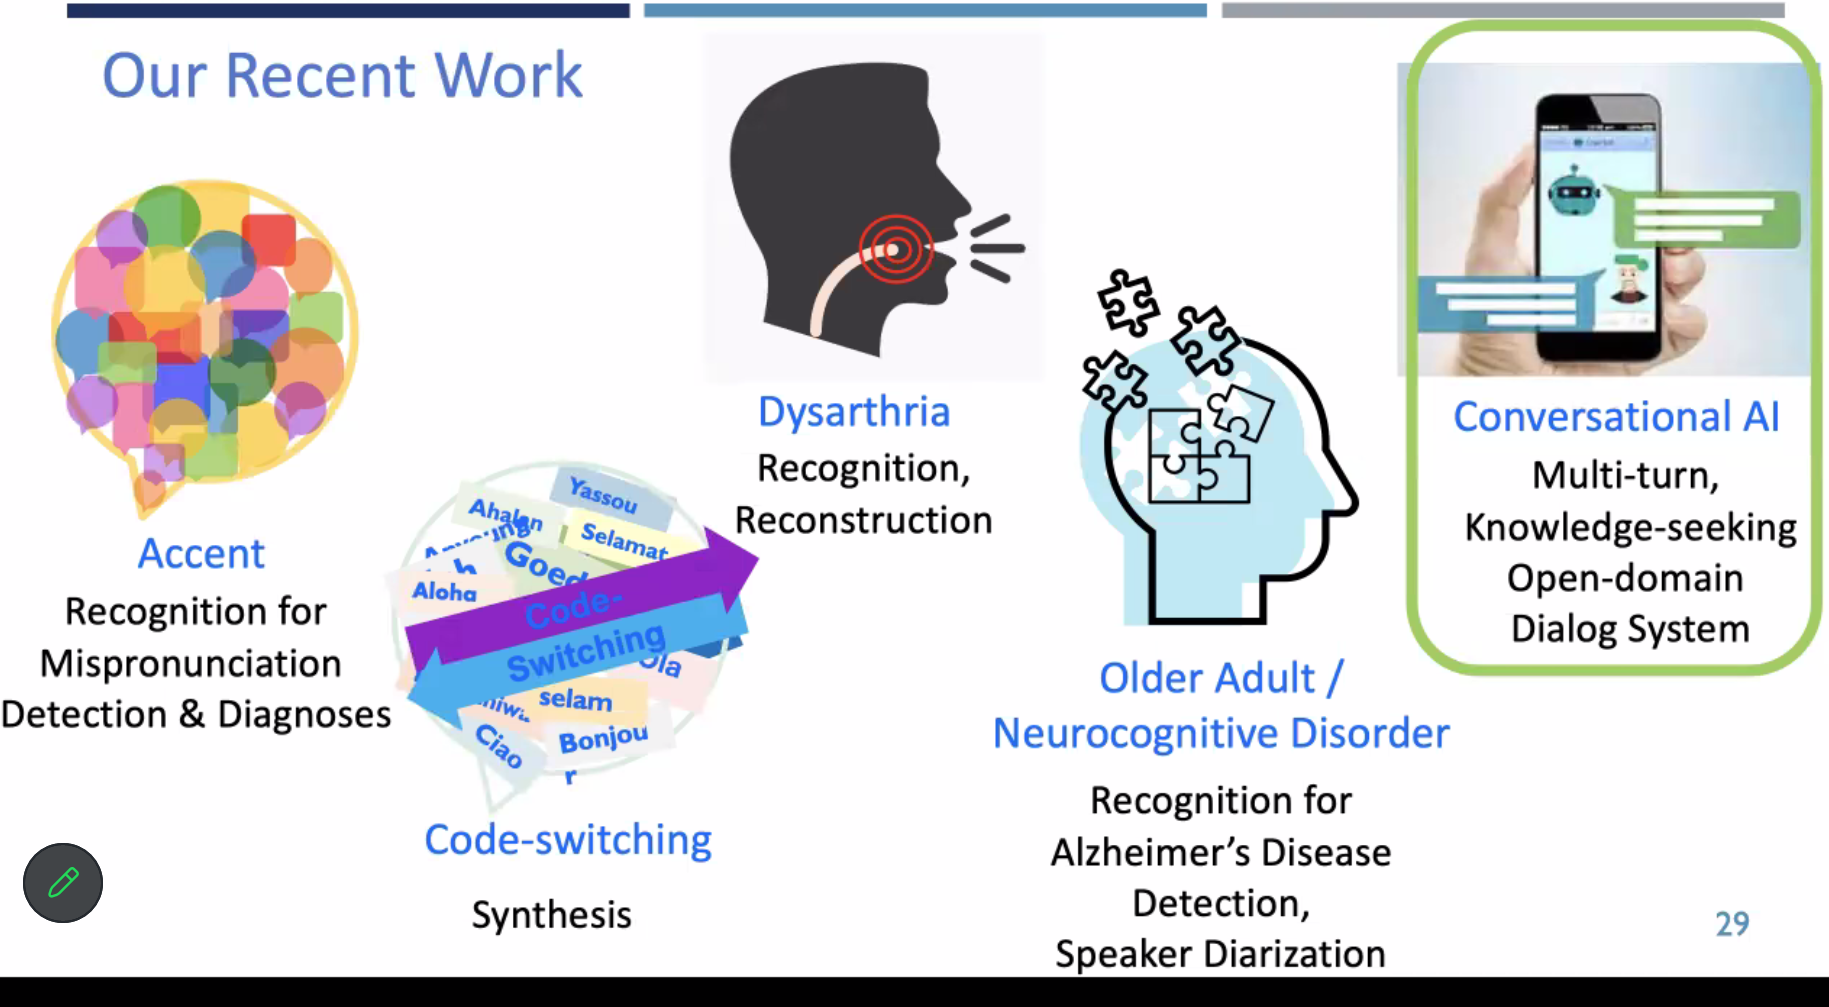 Our Recent Work
Accent
Recognition for
Mispronunciation
Detection & Diagnoses
Yassou
Ahalan
Selamat
Goed
Aloha
Code-
Switching
Ola
selam
Ciao
Bonjou
r
Code-switching
Synthesis
Dysarthria
Recognition,
Reconstruction
Older Adult /
Neurocognitive Disorder
Recognition for
Alzheimer’s Disease
Detection,
Speaker Diarization
Conversational AI
Multi-turn,
Knowledge-seeking
Open-domain
Dialog System
29